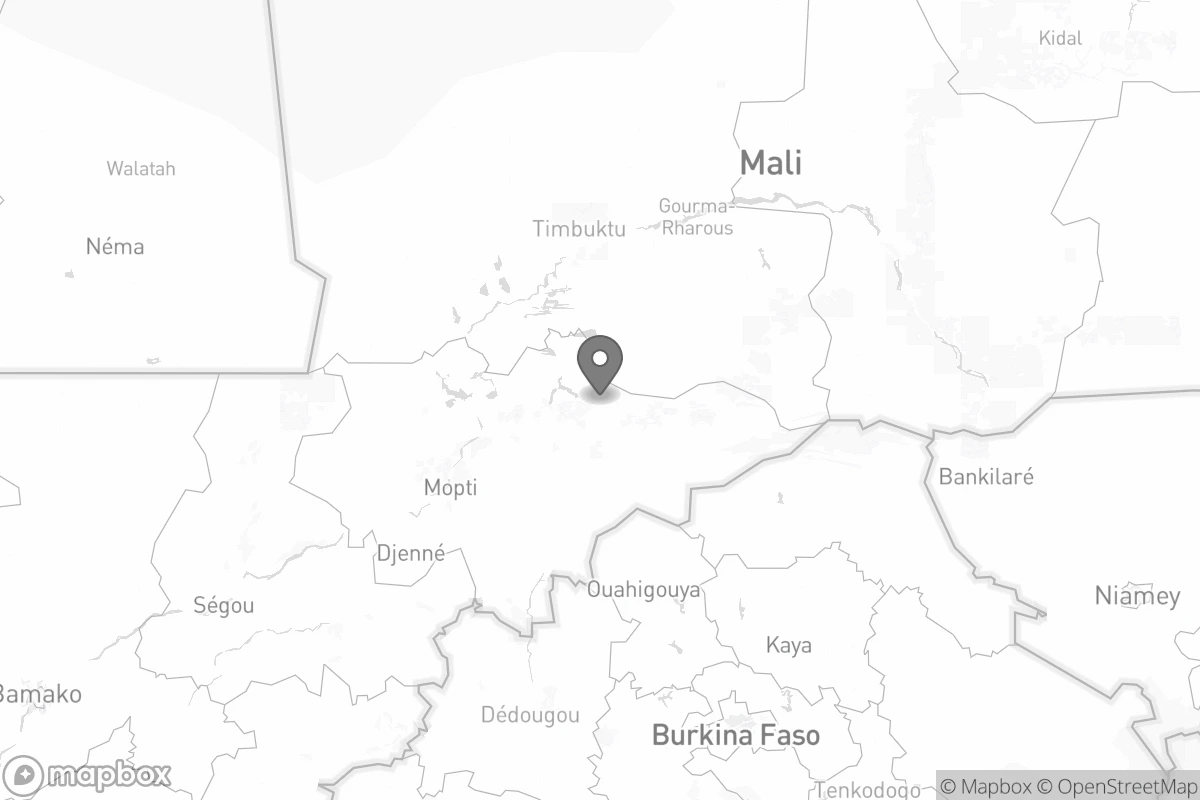 Kidal
Mali
Walatah
Gourma-
Rharous
Timbuktu
Néma
Bankilaré
Mopti
Djenné
Ouahigouya
Niamey
Ségou
Kaya
Bamako
Dédougou
Burkina Faso
Tenkodogo
mapbox
© Mapbox © OpenStreetMap